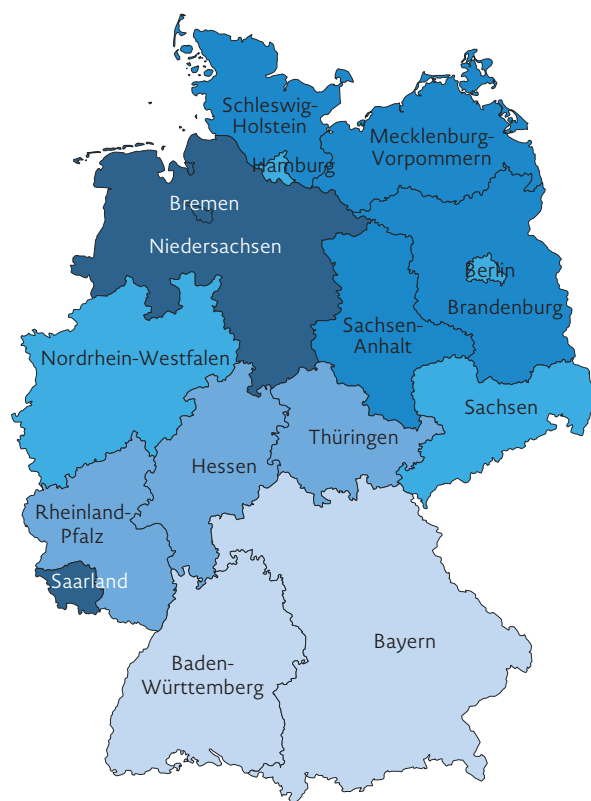 Schleswig-
Holstein
Mecklenburg-
Vorpommern
Hamburg
Bremen
Niedersachsen
Berlin
Brandenburg
Sachsen-
Anhalt
Nordrhein-Westfalen
Sachsen
Thüringen
Hessen
Rheinland-
Pfalz
Saarland
Bayern
Baden-
Württemberg